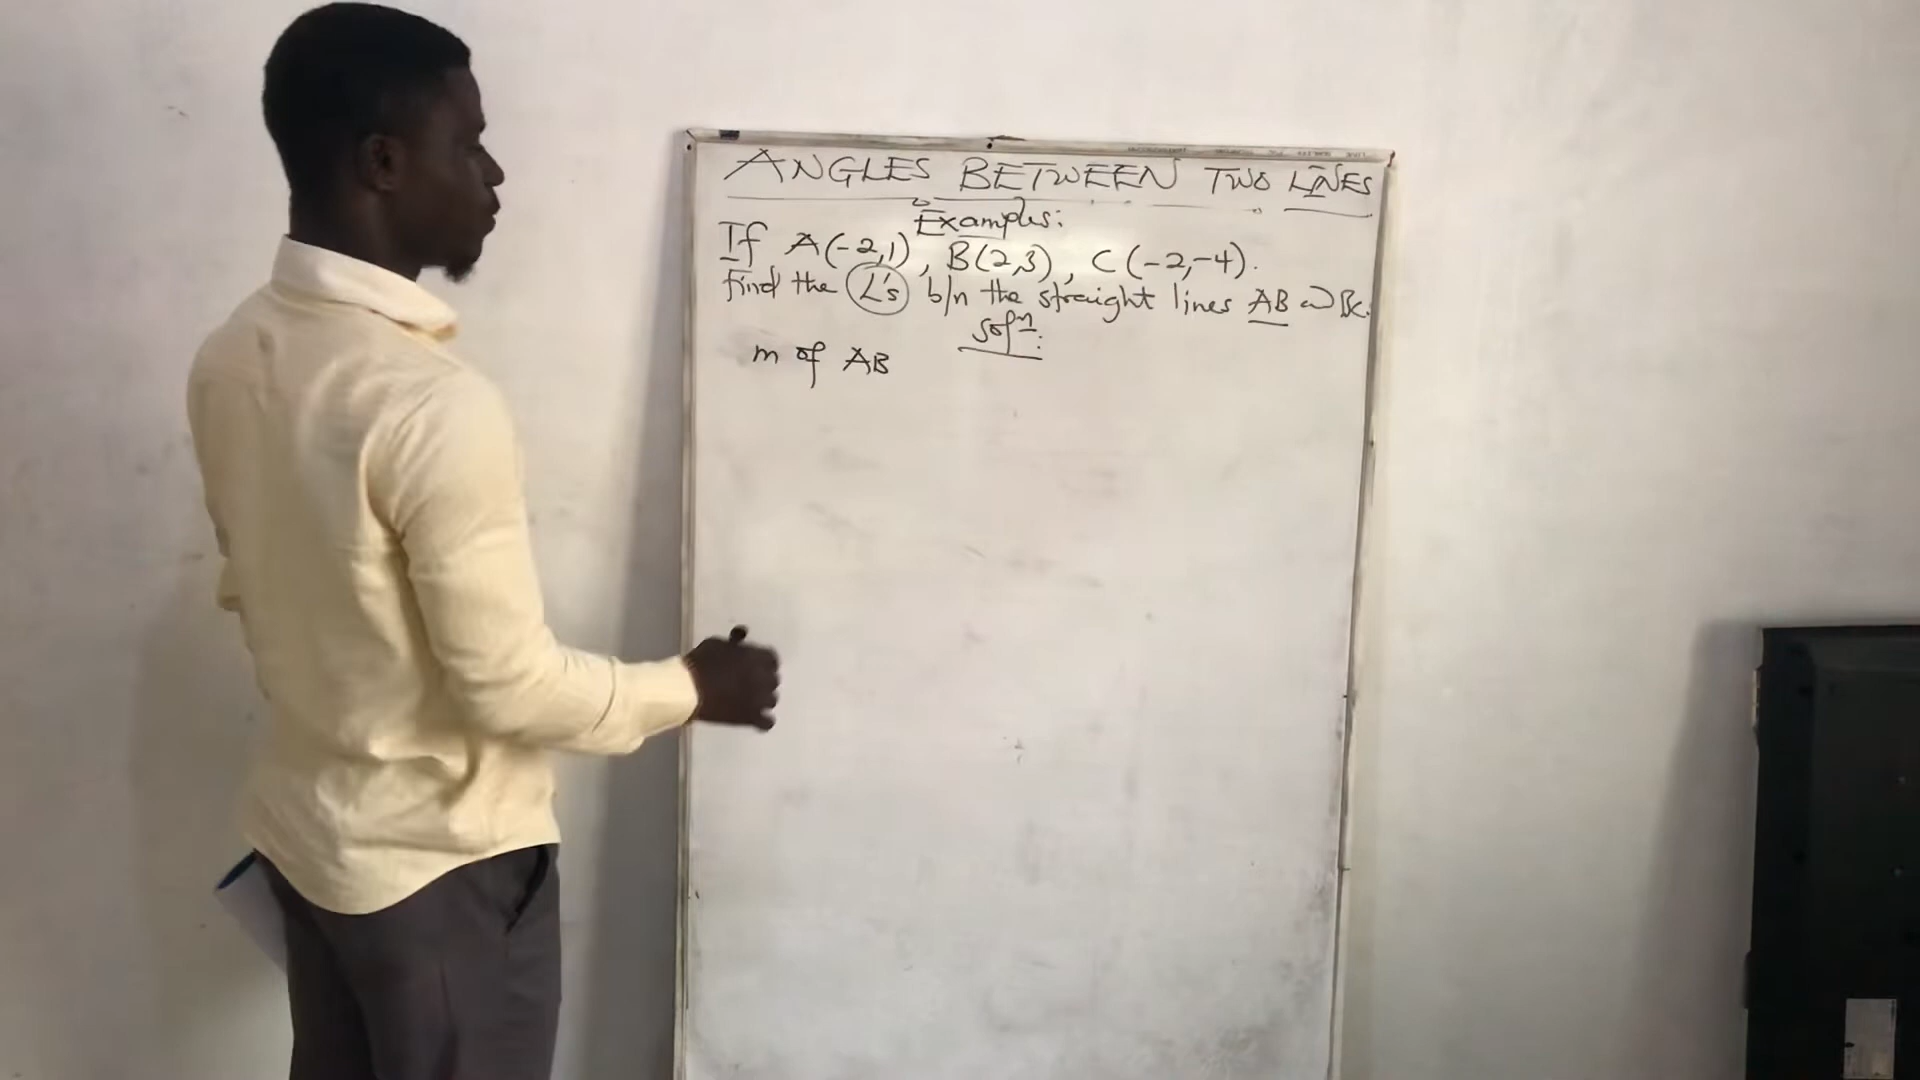 ANGLES BETWEEN TWO LINES
Examples:
If A(-2,1), B(2,3), C(-2,-4).
Find the L's b/n the straight lines AB and BC.
Solⁿ:
m of AB